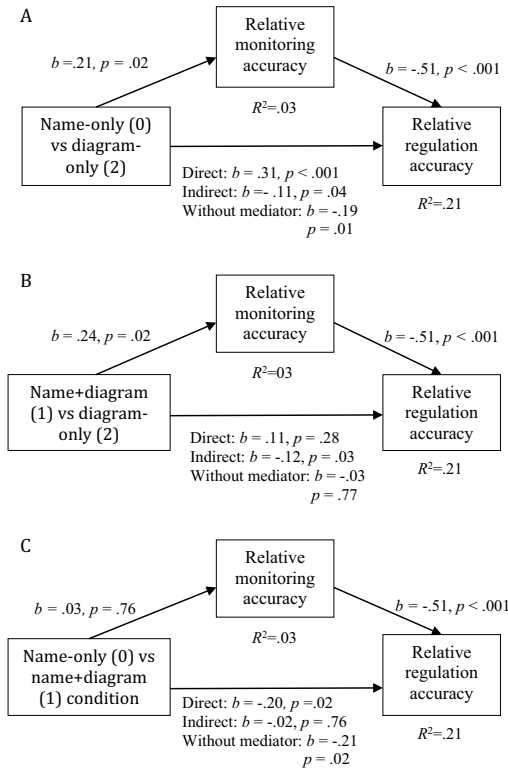 A
Relative
monitoring
accuracy
b =.21, p = .02
b = -.51, p < .001
R²=.03
Name-only (0)
vs diagram-
only (2)
Relative
regulation
accuracy
Direct: b = .31, p < .001
Indirect: b =- .11, p = .04
Without mediator: b = -.19
p = .01
R²=.21
B
Relative
monitoring
accuracy
b = .24, p = .02
b = -.51, p < .001
R²=03
Name+diagram
(1) vs diagram-
only (2)
Relative
regulation
accuracy
Direct: b = .11, p = .28
Indirect: b = -.12, p = .03
Without mediator: b = -.03
p = .77
R²=.21
C
Relative
monitoring
accuracy
b = .03, p = .76
b = -.51, p < .001
R²=.03
Name-only (0) vs
name+diagram
(1) condition
Relative
regulation
accuracy
Direct: b = -.20, p =.02
Indirect: b = -.02, p = .76
Without mediator: b = -.21
p = .02
R²=.21